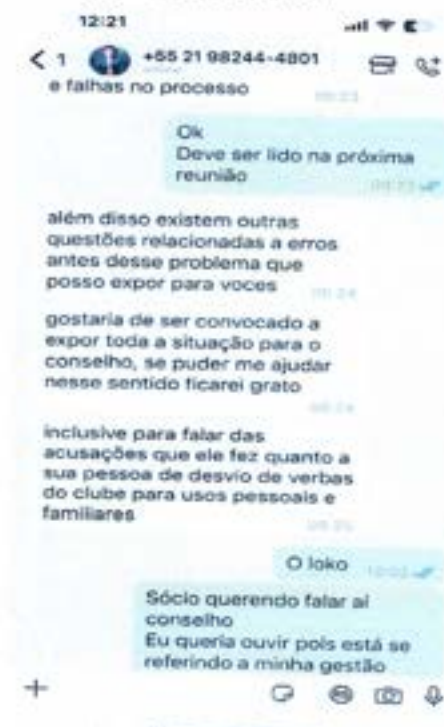 12:21
1 +55 21 98244-4801
e falhas no processo
Ok
Deve ser lido na próxima
reunião
além disso existem outras
questões relacionadas a erros
antes desse problema que
posso expor para voces
gostaria de ser convocado a
expor toda a situação para o
conselho, se puder me ajudar
nesse sentido ficarei grato
inclusive para falar das
acusações que ele fez quanto a
sua pessoa de desvio de verbas
do clube para usos pessoais e
familiares
O loko
Sócio querendo falar ai
conselho
Eu queria ouvir pois está se
referindo a minha gestão